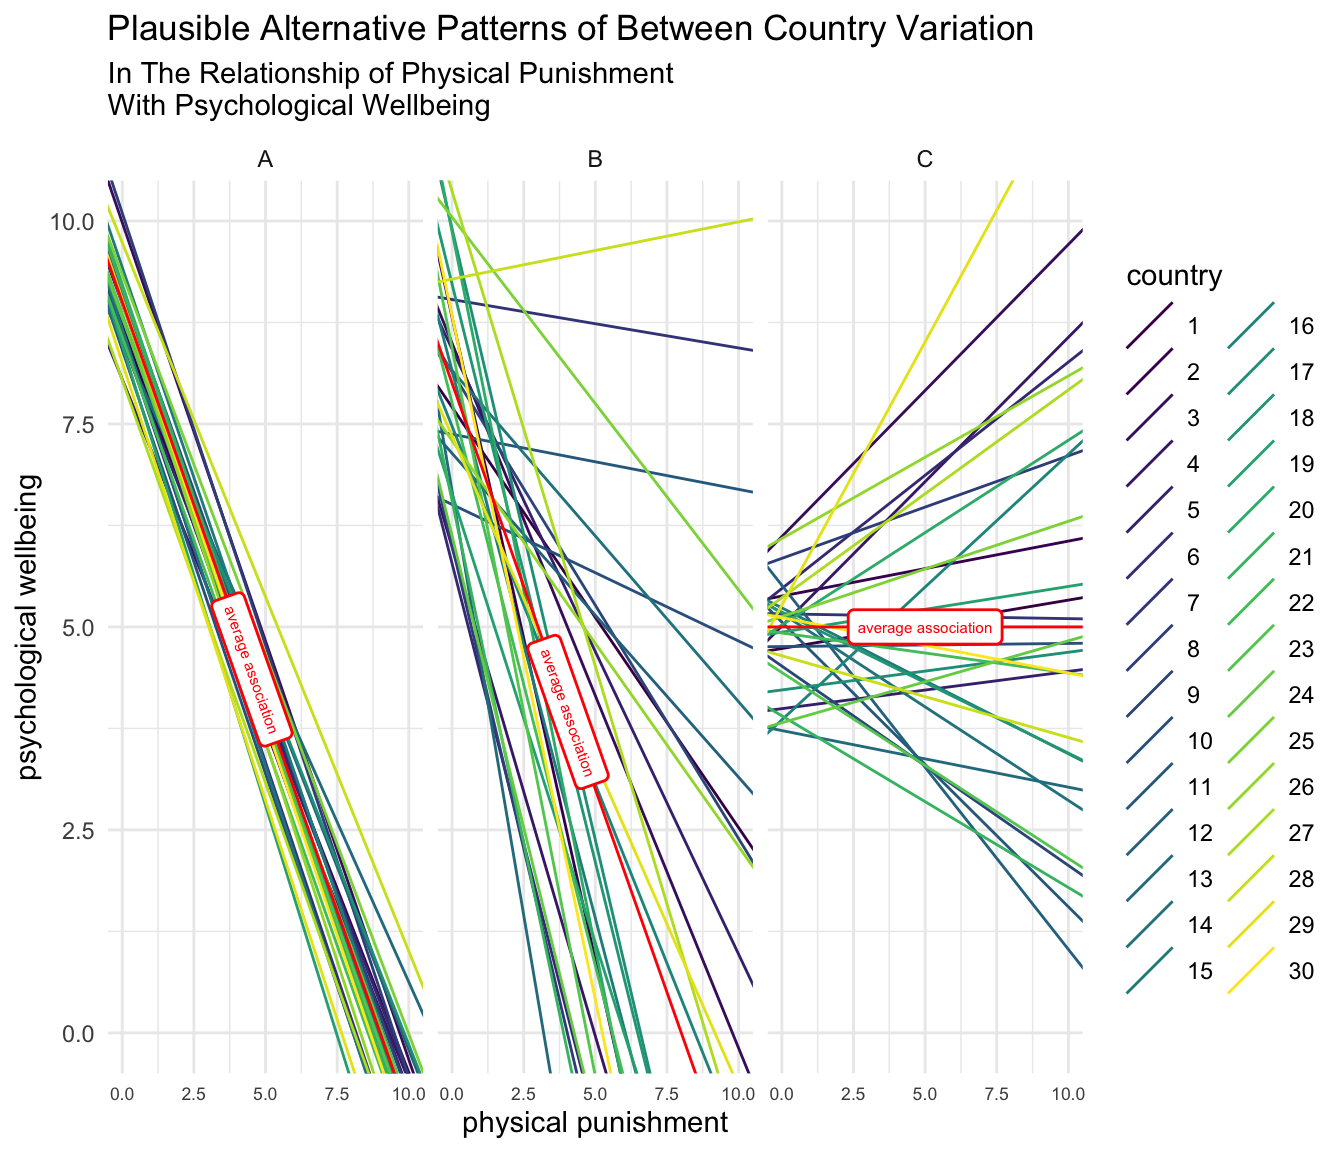 Plausible Alternative Patterns of Between Country Variation
In The Relationship of Physical Punishment
With Psychological Wellbeing
A
B
C
psychological wellbeing
10.0
7.5
5.0
2.5
0.0
average association
average association
average association
0.0 2.5 5.0 7.5 10.0
0.0 2.5 5.0 7.5 10.0
0.0 2.5 5.0 7.5 10.0
physical punishment
country
1
2
3
4
5
6
7
8
9
10
11
12
13
14
15
16
17
18
19
20
21
22
23
24
25
26
27
28
29
30